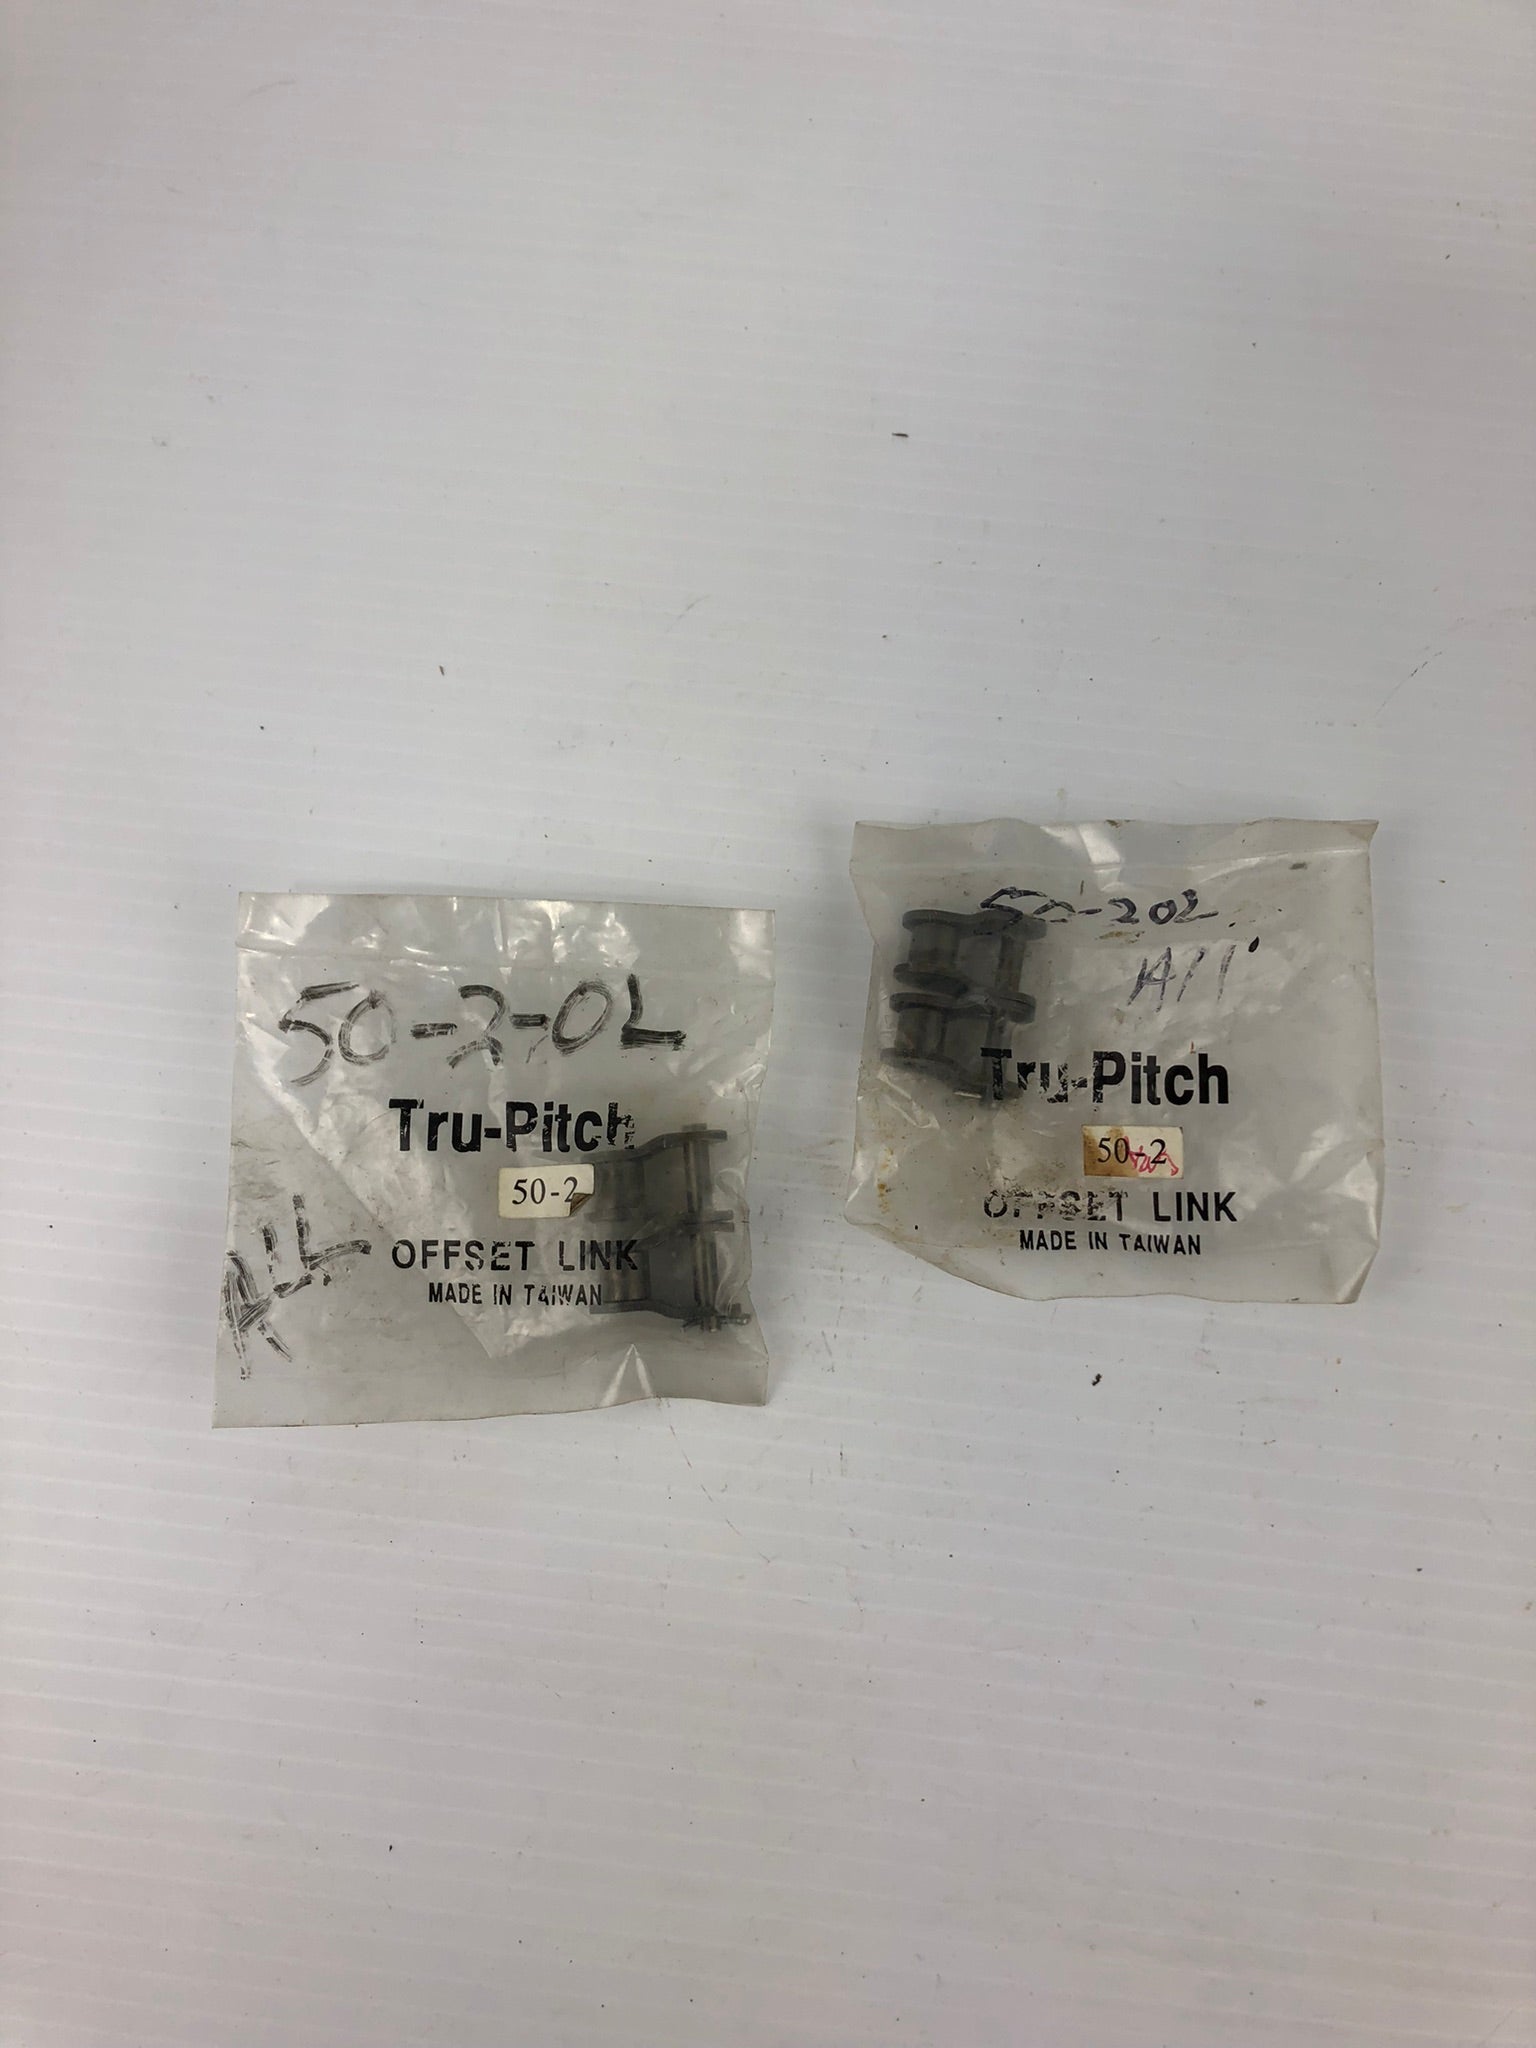 50-2-OL
Tru-Pitch
50-2
OFFSET LINK
MADE IN TAIWAN
50-2OL
Tru-Pitch
50-2
OFFSET LINK
MADE IN TAIWAN